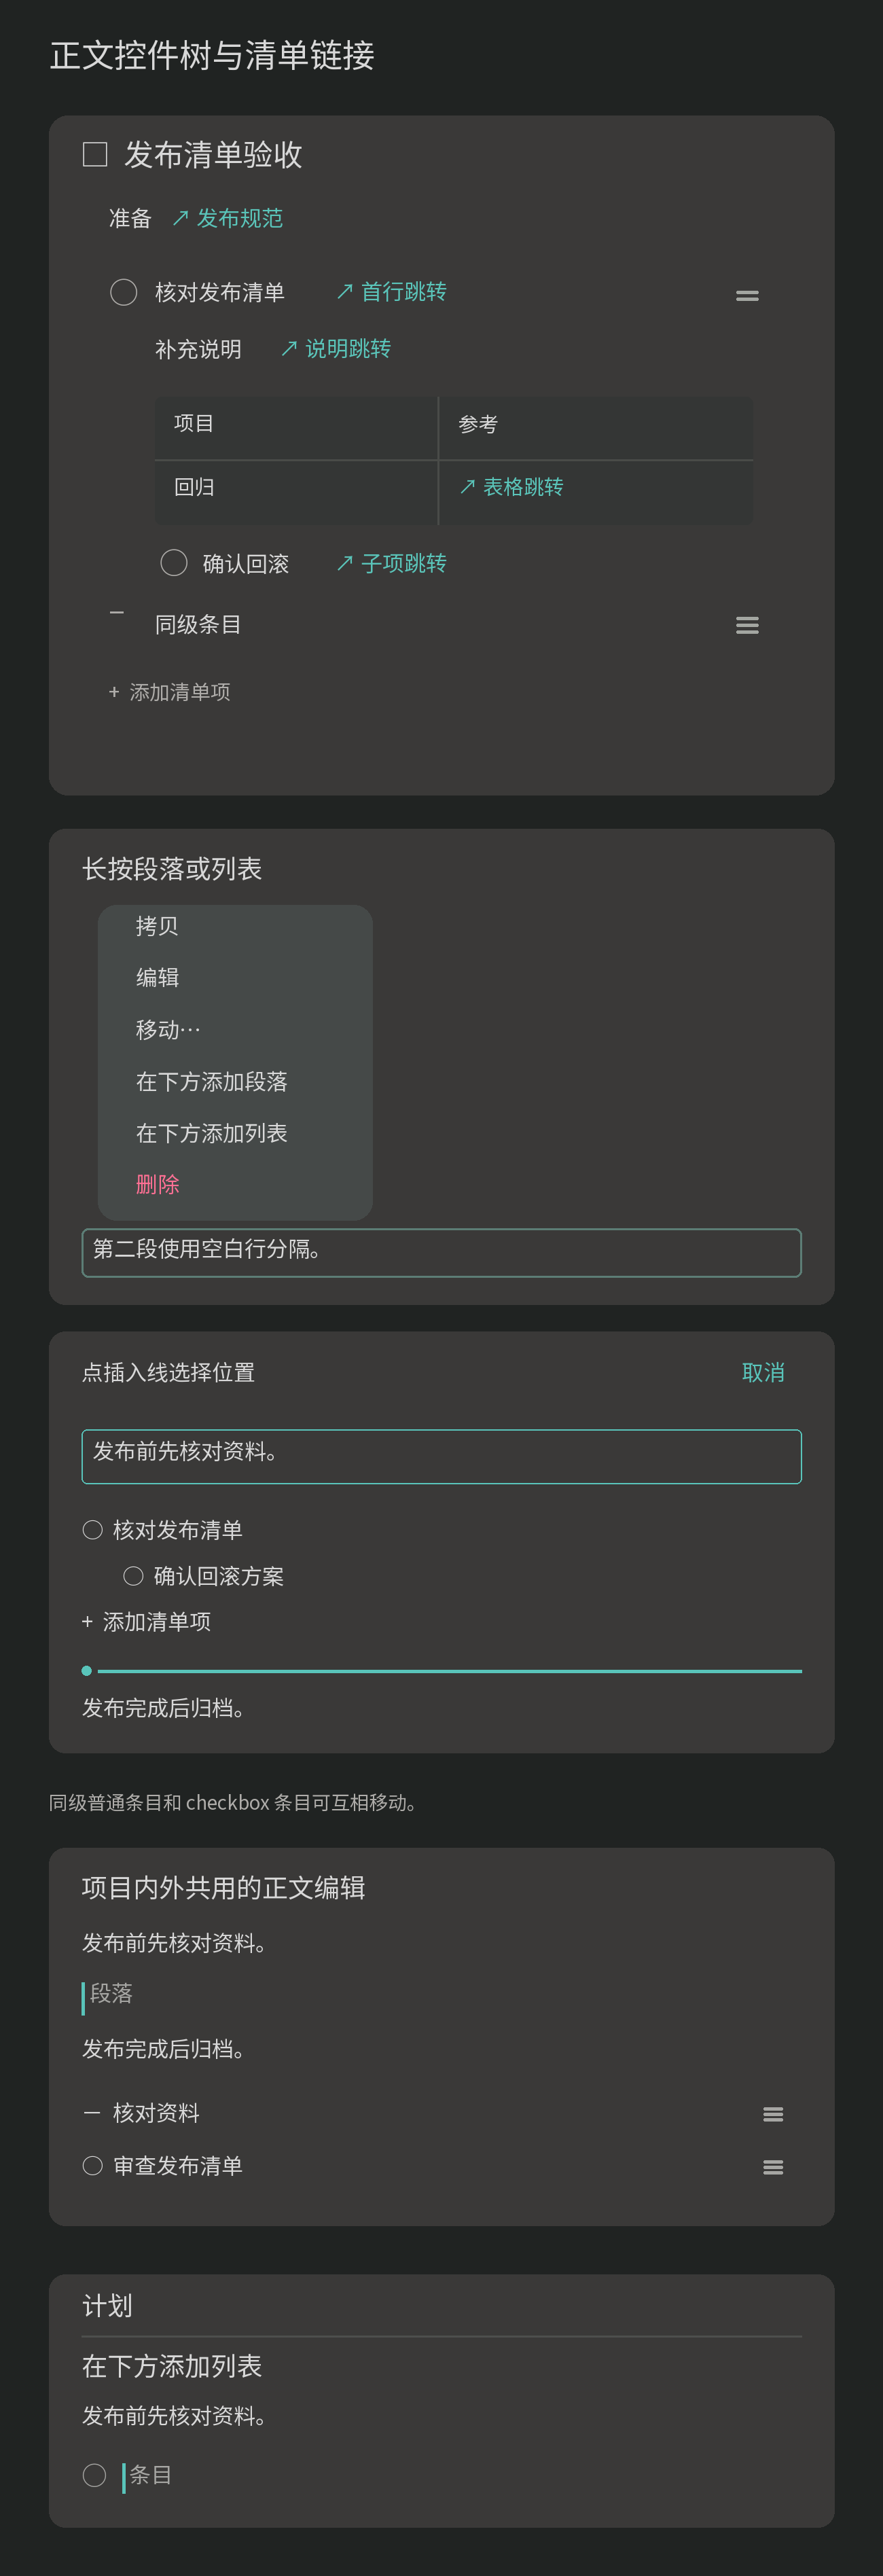 正文控件树与清单链接
发布清单验收
准备 ↗ 发布规范
核对发布清单 ↗ 首行跳转
补充说明 ↗ 说明跳转
项目 参考
回归 ↗ 表格跳转
确认回滚 ↗ 子项跳转
— 同级条目
+ 添加清单项
长按段落或列表
拷贝
编辑
移动…
在下方添加段落
在下方添加列表
删除
第二段使用空白行分隔。
点插入线选择位置 取消
发布前先核对资料。
核对发布清单
确认回滚方案
+ 添加清单项
发布完成后归档。
同级普通条目和 checkbox 条目可互相移动。
项目内外共用的正文编辑
发布前先核对资料。
段落
发布完成后归档。
— 核对资料
审查发布清单
计划
在下方添加列表
发布前先核对资料。
条目